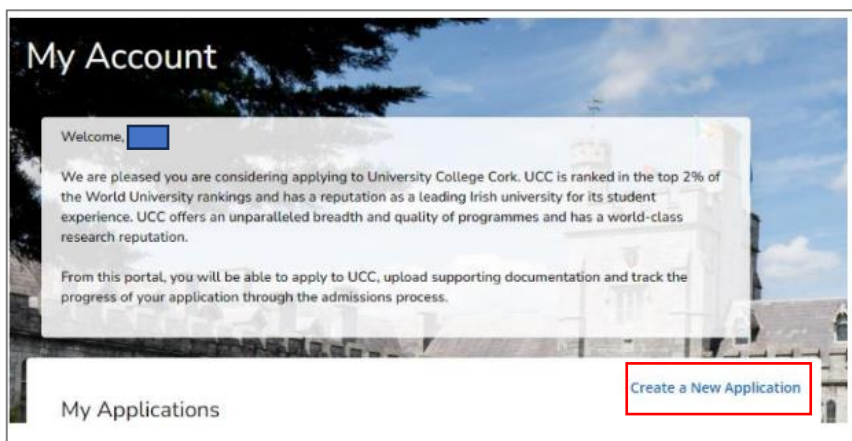 My Account
Welcome,
We are pleased you are considering applying to University College Cork. UCC is ranked in the top 2% of
the World University rankings and has a reputation as a leading Irish university for its student
experience. UCC offers an unparalleled breadth and quality of programmes and has a world-class
research reputation.
From this portal, you will be able to apply to UCC, upload supporting documentation and track the
progress of your application through the admissions process.
Create a New Application
My Applications